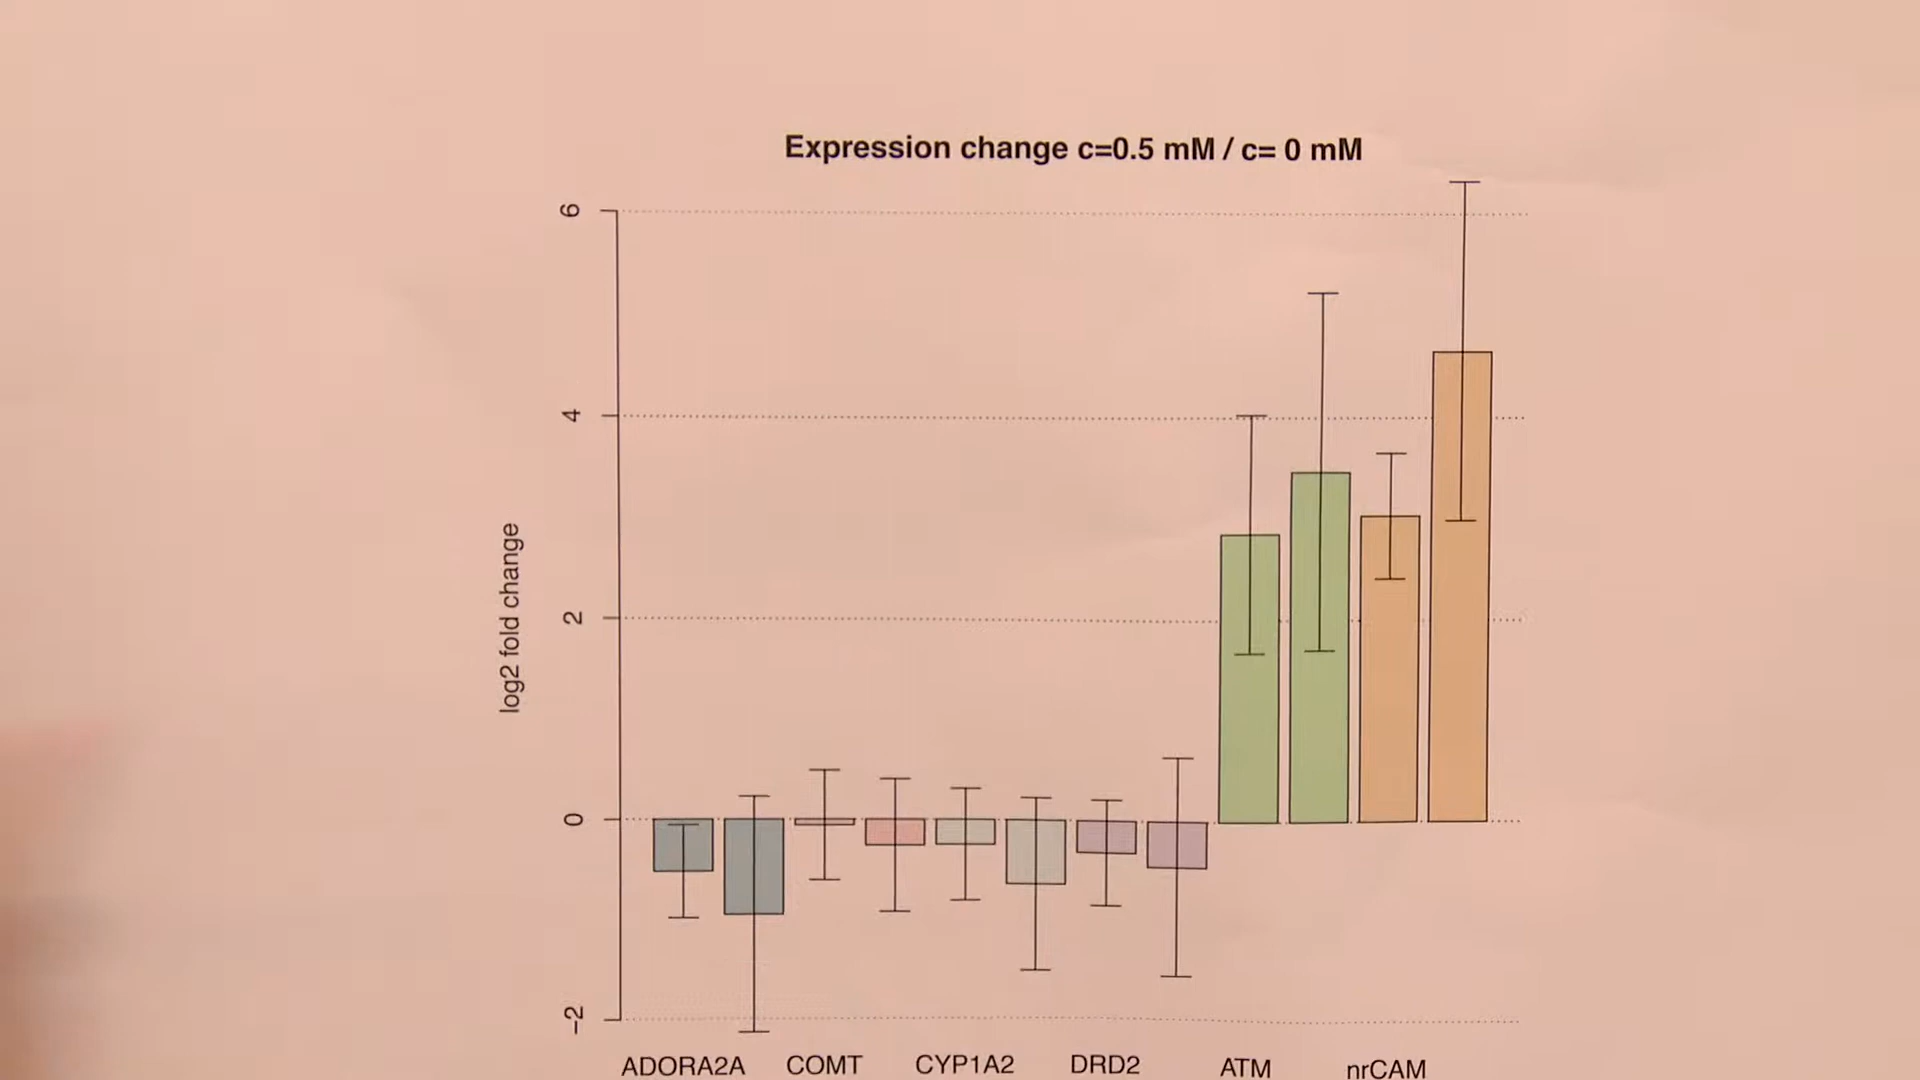 Expression change c=0.5 mM / c= 0 mM
6
4
2
0
−2
log2 fold change
ADORA2A COMT CYP1A2 DRD2 ATM nrCAM